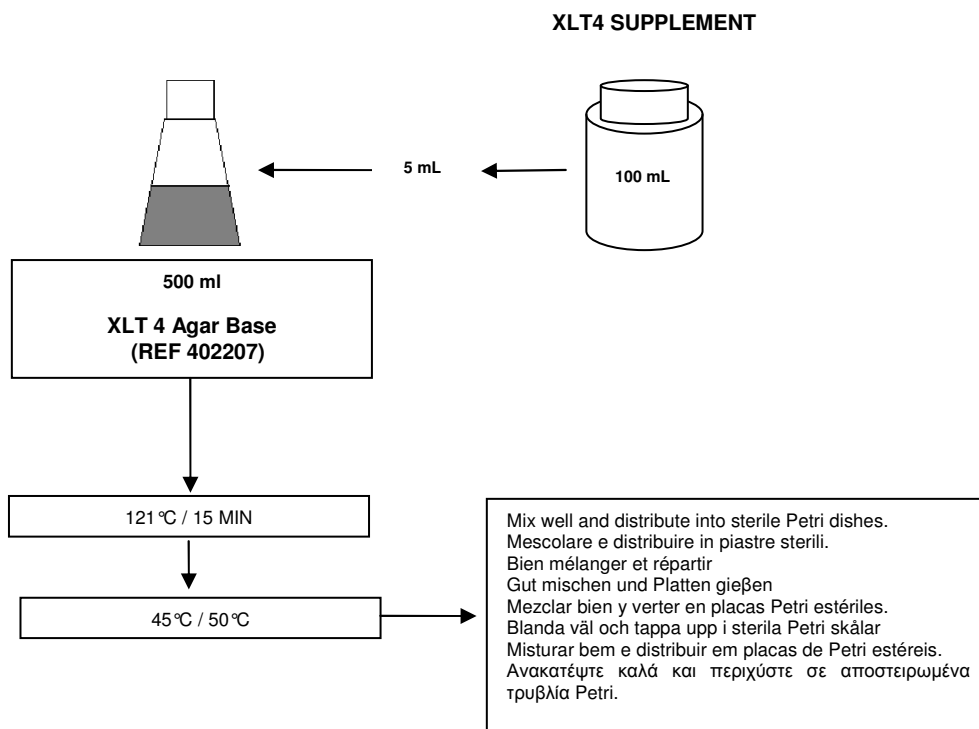 XLT4 SUPPLEMENT
5 mL
100 mL
500 ml
XLT 4 Agar Base
(REF 402207)
121°C / 15 MIN
45°C / 50°C
Mix well and distribute into sterile Petri dishes.
Mescolare e distribuire in piastre sterili.
Bien mélanger et répartir
Gut mischen und Platten gieβen
Mezclar bien y verter en placas Petri estériles.
Blanda väl och tappa upp i sterila Petri skålar
Misturar bem e distribuir em placas de Petri estéreis.
Ανακατέψτε καλά και περιχύστε σε αποστειρωμένα
τρυβλία Petri.